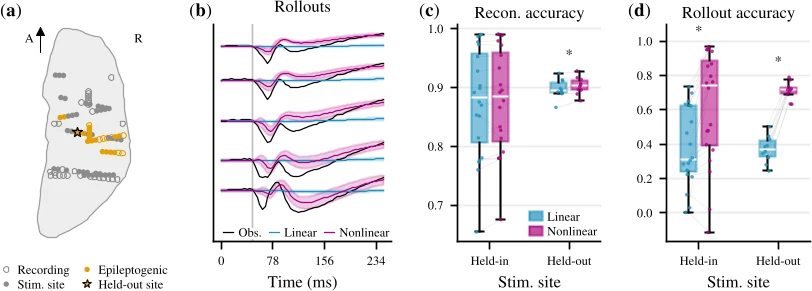 (a)
A
R
Recording
Epileptogenic
Stim. site
Held-out site
(b)
Rollouts
Obs.
Linear
Nonlinear
0
78
156
234
Time (ms)
(c)
Recon. accuracy
1.0
0.9
0.8
0.7
*
Linear
Nonlinear
Held-in
Held-out
Stim. site
(d)
Rollout accuracy
1.0
0.8
0.6
0.4
0.2
0.0
*
*
Held-in
Held-out
Stim. site